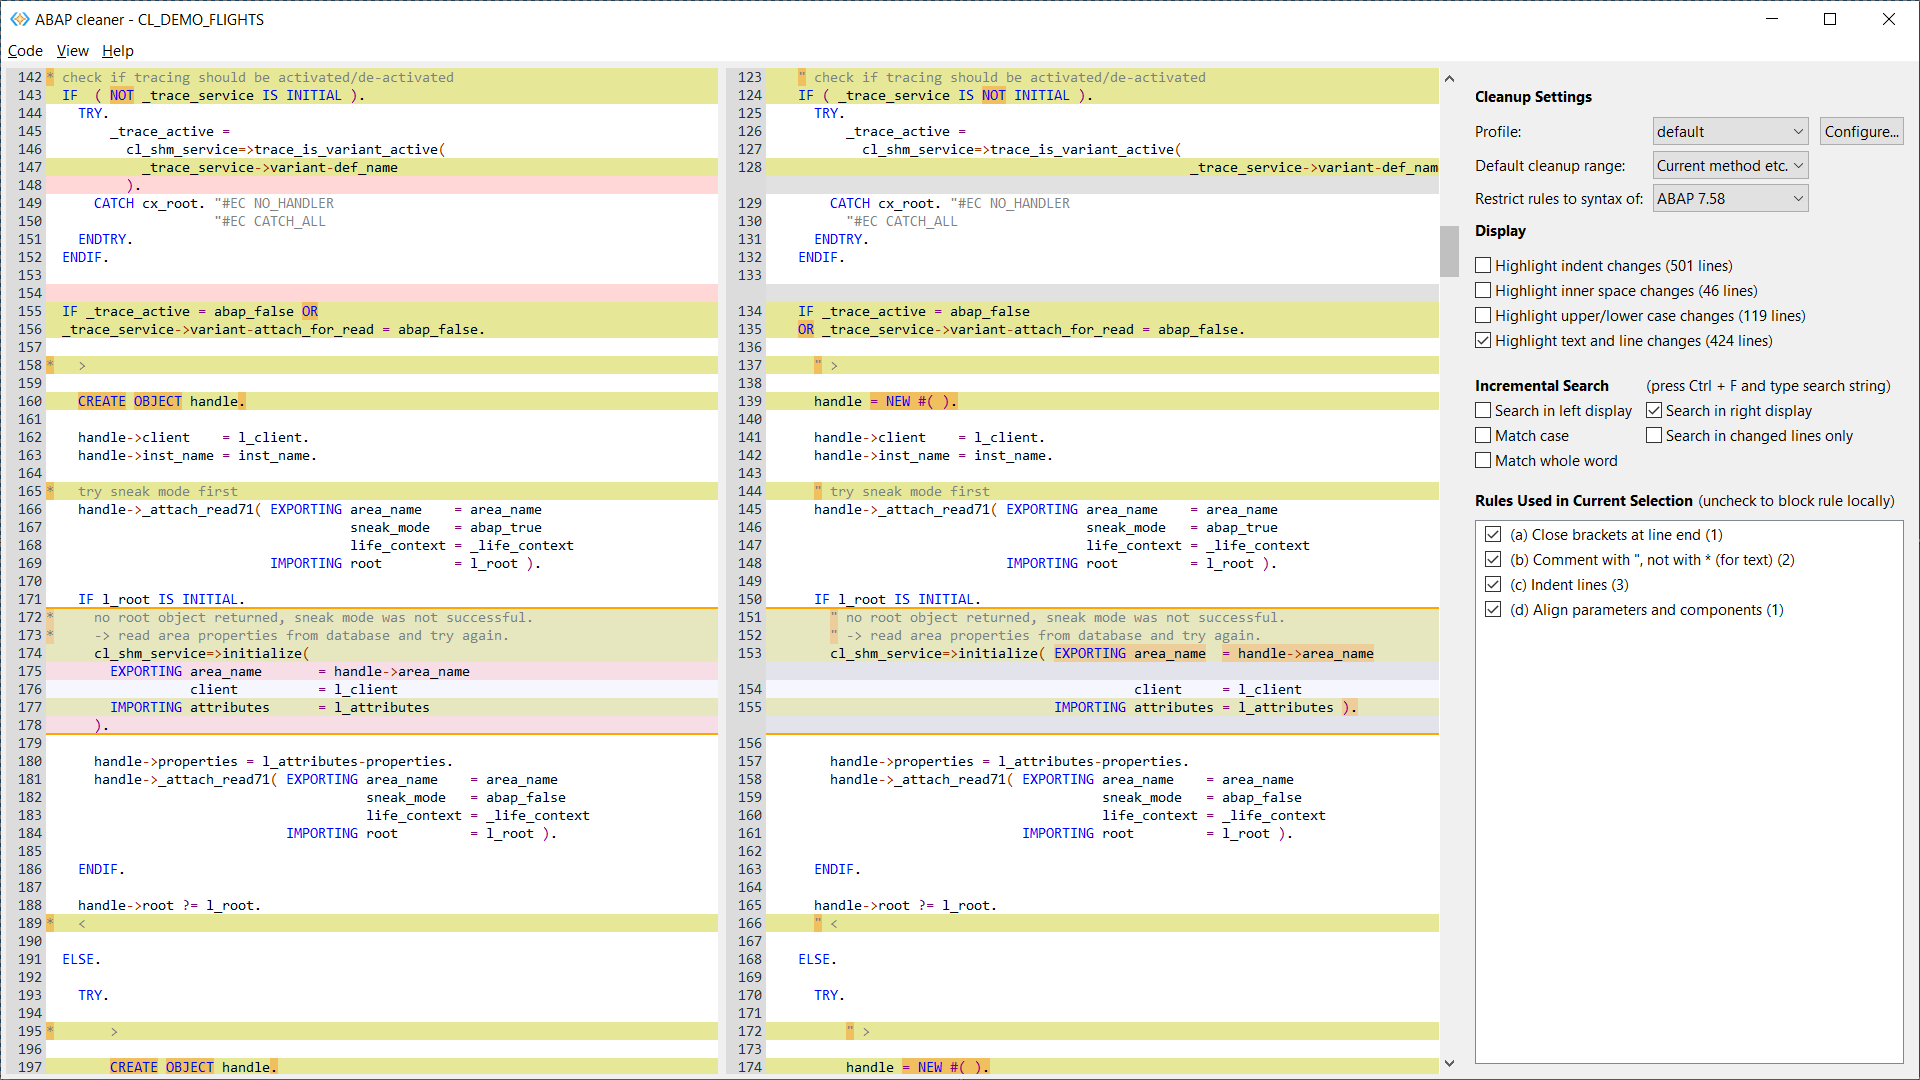 ABAP cleaner - CL_DEMO_FLIGHTS
Code View Help
142 * check if tracing should be activated/de-activated
143 IF  ( NOT _trace_service IS INITIAL ).
144 TRY.
145 _trace_active =
146 cl_shm_service=>trace_is_variant_active(
147 _trace_service->variant-def_name
148 ).
149 CATCH cx_root. "#EC NO_HANDLER
150 "#EC CATCH_ALL
151 ENDTRY.
152 ENDIF.
153
154
155 IF _trace_active = abap_false OR
156 _trace_service->variant-attach_for_read = abap_false.
157
158 * >
159
160 CREATE OBJECT handle.
161
162 handle->client    = l_client.
163 handle->inst_name = inst_name.
164
165 * try sneak mode first
166 handle->_attach_read71( EXPORTING area_name    = area_name
167 sneak_mode   = abap_true
168 life_context = _life_context
169 IMPORTING root         = l_root ).
170
171 IF l_root IS INITIAL.
172 * no root object returned, sneak mode was not successful.
173 * -> read area properties from database and try again.
174 cl_shm_service=>initialize(
175 EXPORTING area_name       = handle->area_name
176 client          = l_client
177 IMPORTING attributes      = l_attributes
178 ).
179
180 handle->properties = l_attributes-properties.
181 handle->_attach_read71( EXPORTING area_name    = area_name
182 sneak_mode   = abap_false
183 life_context = _life_context
184 IMPORTING root         = l_root ).
185
186 ENDIF.
187
188 handle->root ?= l_root.
189 * <
190
191 ELSE.
192
193 TRY.
194
195 * >
196
197 CREATE OBJECT handle.
123 " check if tracing should be activated/de-activated
124 IF ( _trace_service IS NOT INITIAL ).
125 TRY.
126 _trace_active =
127 cl_shm_service=>trace_is_variant_active(
128 _trace_service->variant-def_nam
129 CATCH cx_root. "#EC NO_HANDLER
130 "#EC CATCH_ALL
131 ENDTRY.
132 ENDIF.
133
134 IF _trace_active = abap_false
135 OR _trace_service->variant-attach_for_read = abap_false.
136
137 " >
138
139 handle = NEW #( ).
140
141 handle->client    = l_client.
142 handle->inst_name = inst_name.
143
144 " try sneak mode first
145 handle->_attach_read71( EXPORTING area_name    = area_name
146 sneak_mode   = abap_true
147 life_context = _life_context
148 IMPORTING root         = l_root ).
149
150 IF l_root IS INITIAL.
151 " no root object returned, sneak mode was not successful.
152 " -> read area properties from database and try again.
153 cl_shm_service=>initialize( EXPORTING area_name  = handle->area_name
154 client     = l_client
155 IMPORTING attributes = l_attributes ).
156
157 handle->properties = l_attributes-properties.
158 handle->_attach_read71( EXPORTING area_name    = area_name
159 sneak_mode   = abap_false
160 life_context = _life_context
161 IMPORTING root         = l_root ).
162
163 ENDIF.
164
165 handle->root ?= l_root.
166 " <
167
168 ELSE.
169
170 TRY.
171
172 " >
173
174 handle = NEW #( ).
Cleanup Settings
Profile: default Configure...
Default cleanup range: Current method etc.
Restrict rules to syntax of: ABAP 7.58
Display
Highlight indent changes (501 lines)
Highlight inner space changes (46 lines)
Highlight upper/lower case changes (119 lines)
Highlight text and line changes (424 lines)
Incremental Search (press Ctrl + F and type search string)
Search in left display Search in right display
Match case Search in changed lines only
Match whole word
Rules Used in Current Selection (uncheck to block rule locally)
(a) Close brackets at line end (1)
(b) Comment with ", not with * (for text) (2)
(c) Indent lines (3)
(d) Align parameters and components (1)